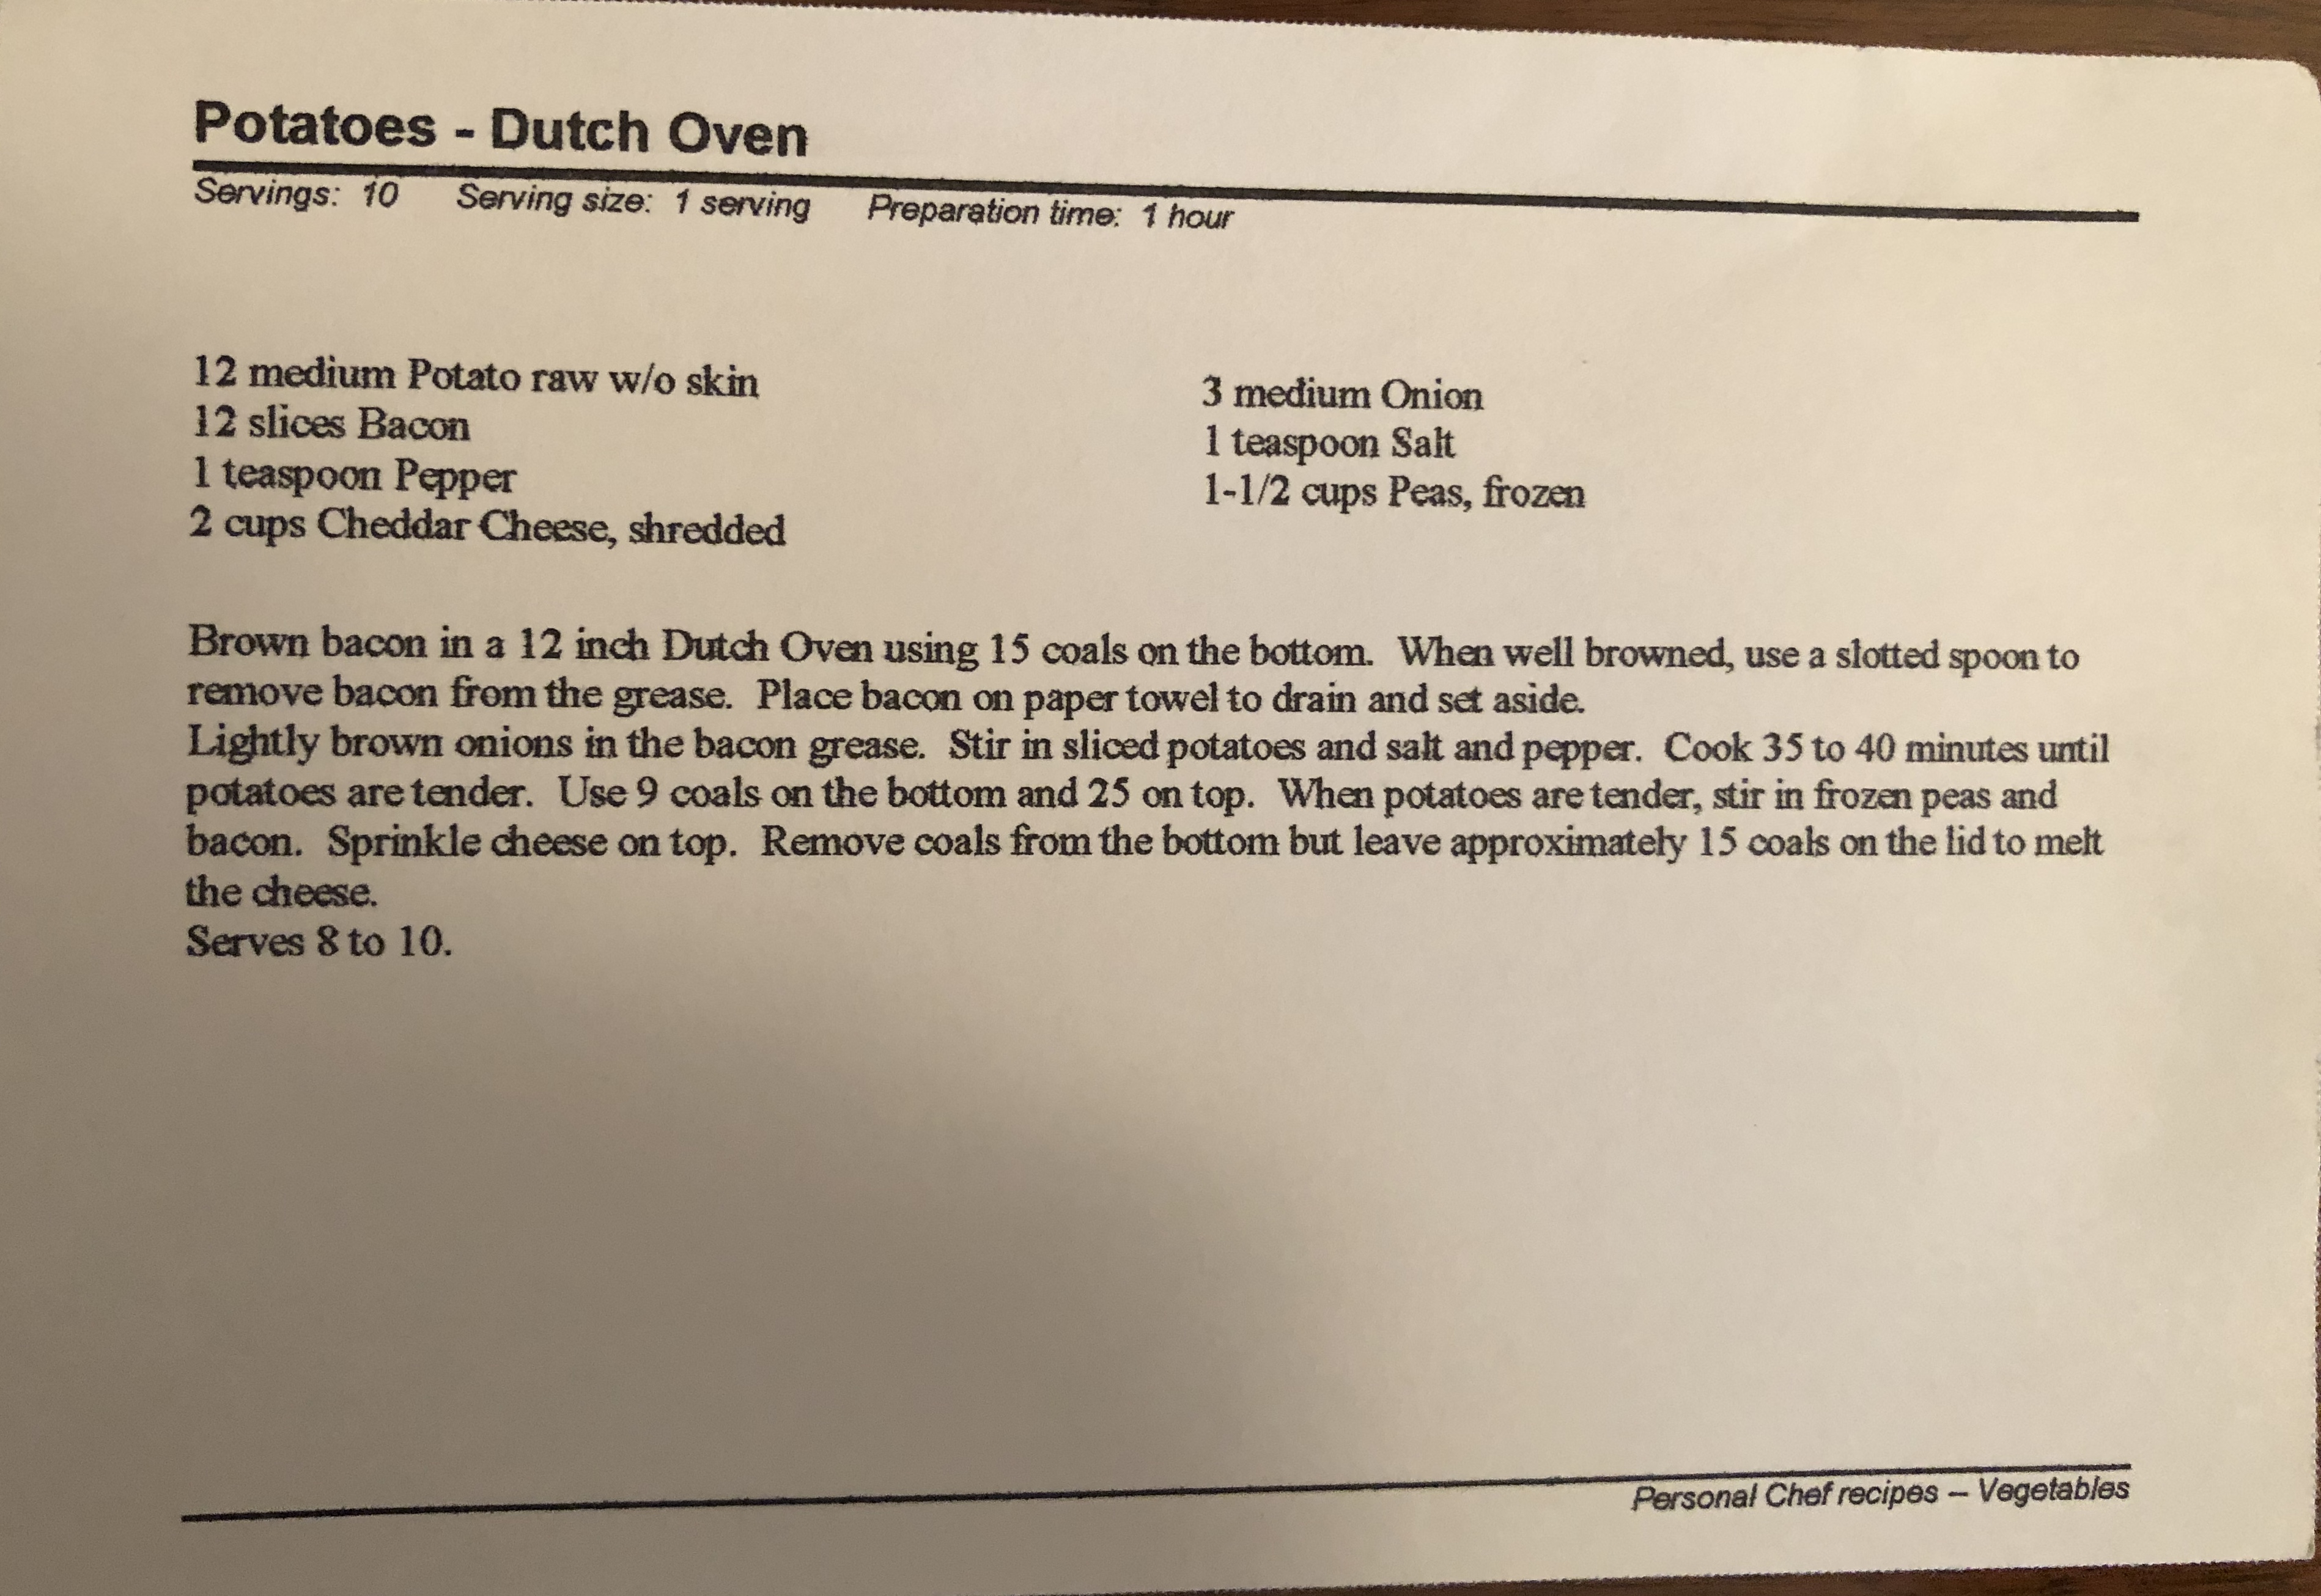 Potatoes - Dutch Oven
Servings: 10 Serving size: 1 serving Preparation time: 1 hour
12 medium Potato raw w/o skin
12 slices Bacon
1 teaspoon Pepper
2 cups Cheddar Cheese, shredded
3 medium Onion
1 teaspoon Salt
1-1/2 cups Peas, frozen
Brown bacon in a 12 inch Dutch Oven using 15 coals on the bottom. When well browned, use a slotted spoon to
remove bacon from the grease. Place bacon on paper towel to drain and set aside.
Lightly brown onions in the bacon grease. Stir in sliced potatoes and salt and pepper. Cook 35 to 40 minutes until
potatoes are tender. Use 9 coals on the bottom and 25 on top. When potatoes are tender, stir in frozen peas and
bacon. Sprinkle cheese on top. Remove coals from the bottom but leave approximately 15 coals on the lid to melt
the cheese.
Serves 8 to 10.
Personal Chef recipes – Vegetables